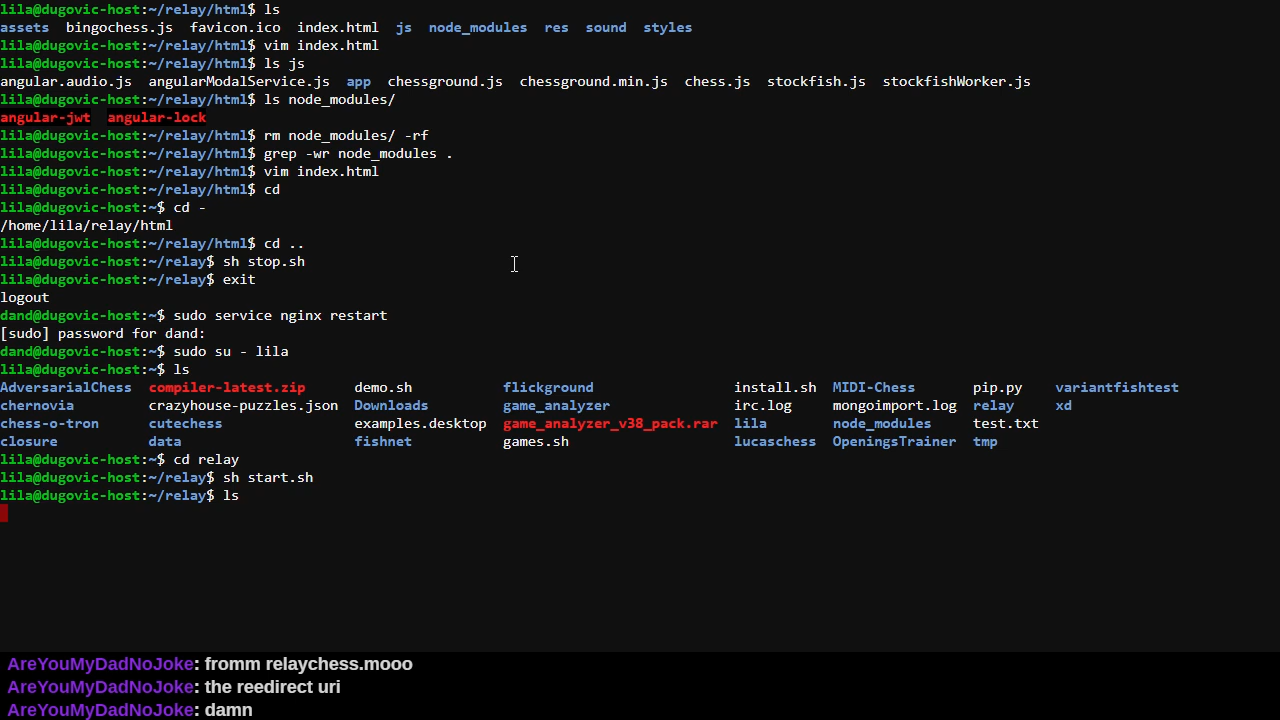 lila@dugovic-host:~/relay/html$ ls
assets  bingochess.js  favicon.ico  index.html  js  node_modules  res  sound  styles
lila@dugovic-host:~/relay/html$ vim index.html
lila@dugovic-host:~/relay/html$ ls js
angular.audio.js  angularModalService.js  app  chessground.js  chessground.min.js  chess.js  stockfish.js  stockfishWorker.js
lila@dugovic-host:~/relay/html$ ls node_modules/
angular-jwt  angular-lock
lila@dugovic-host:~/relay/html$ rm node_modules/ -rf
lila@dugovic-host:~/relay/html$ grep -wr node_modules .
lila@dugovic-host:~/relay/html$ vim index.html
lila@dugovic-host:~/relay/html$ cd
lila@dugovic-host:~$ cd -
/home/lila/relay/html
lila@dugovic-host:~/relay/html$ cd ..
lila@dugovic-host:~/relay$ sh stop.sh
lila@dugovic-host:~/relay$ exit
logout
dand@dugovic-host:~$ sudo service nginx restart
[sudo] password for dand:
dand@dugovic-host:~$ sudo su - lila
lila@dugovic-host:~$ ls
AdversarialChess  compiler-latest.zip  demo.sh  flickground  install.sh  MIDI-Chess  pip.py  variantfishtest
chernovia  crazyhouse-puzzles.json  Downloads  game_analyzer  irc.log  mongoimport.log  relay  xd
chess-o-tron  cutechess  examples.desktop  game_analyzer_v38_pack.rar  lila  node_modules  test.txt
closure  data  fishnet  games.sh  lucaschess  OpeningsTrainer  tmp
lila@dugovic-host:~$ cd relay
lila@dugovic-host:~/relay$ sh start.sh
lila@dugovic-host:~/relay$ ls
AreYouMyDadNoJoke: fromm relaychess.mooo
AreYouMyDadNoJoke: the reedirect uri
AreYouMyDadNoJoke: damn